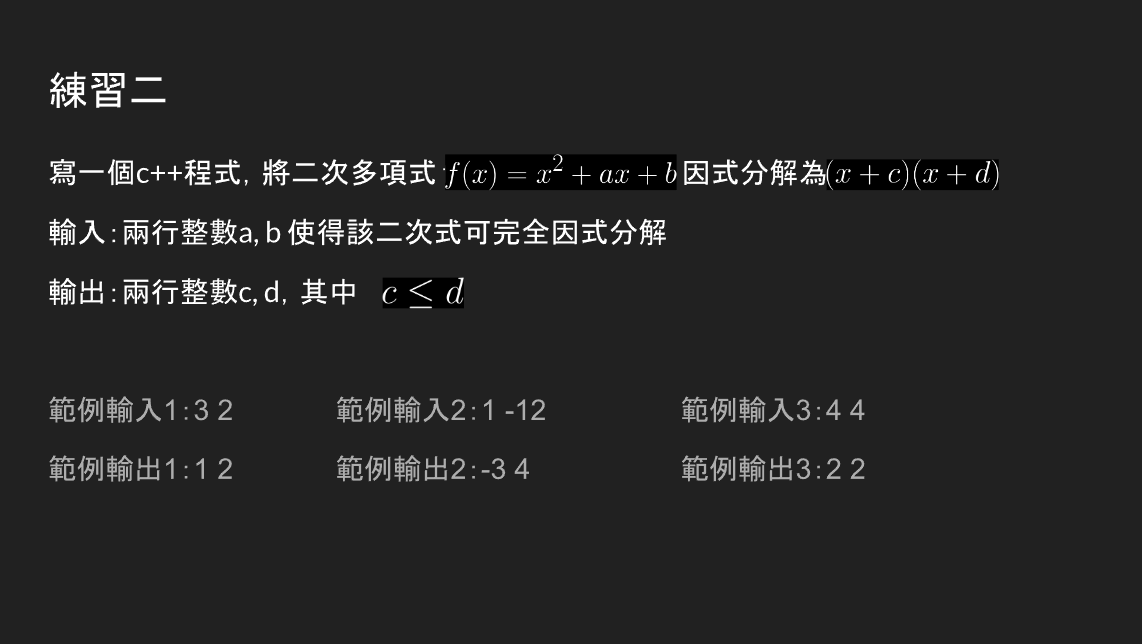 練習二
寫一個c++程式，將二次多項式 f(x) = x² + ax + b 因式分解為(x + c)(x + d)
輸入：兩行整數a, b 使得該二次式可完全因式分解
輸出：兩行整數c, d，其中 c ≤ d
範例輸入1：3 2 範例輸入2：1 -12 範例輸入3：4 4
範例輸出1：1 2 範例輸出2：-3 4 範例輸出3：2 2